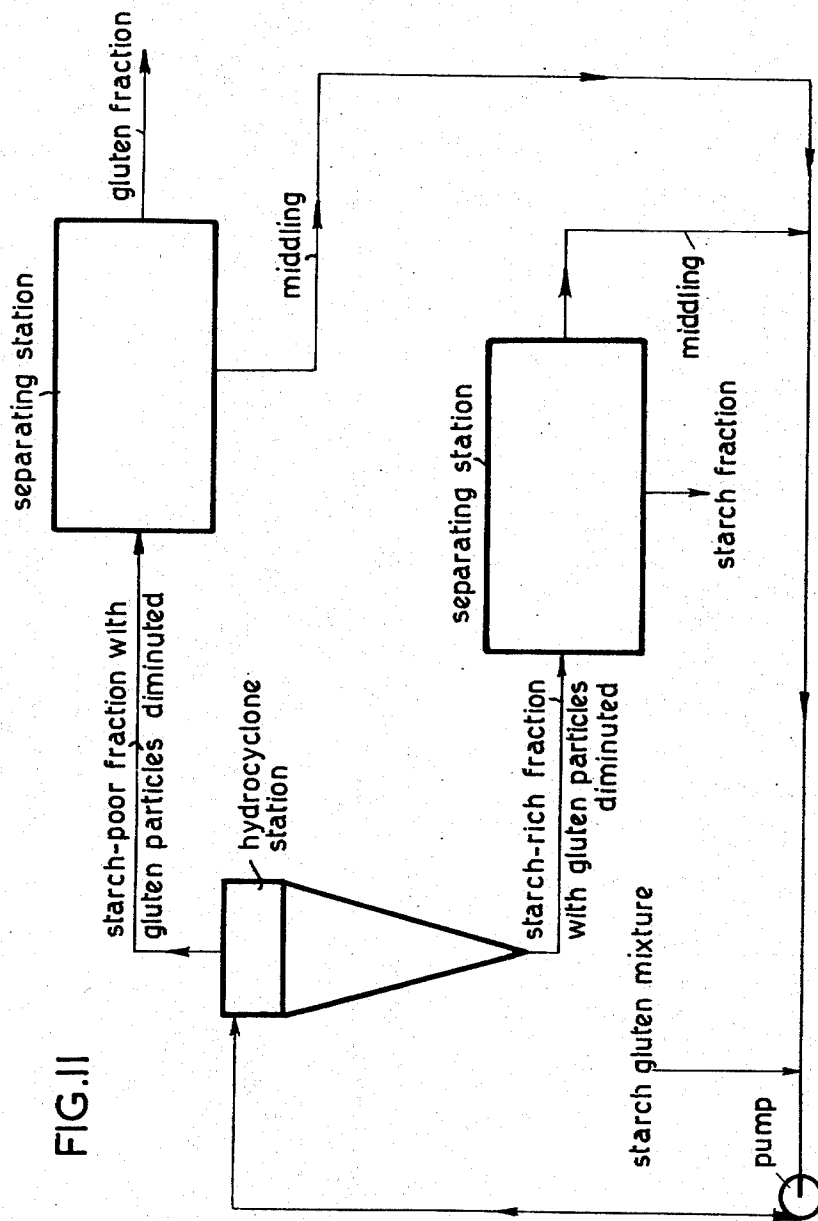 FIG.11
starch-poor fraction with
gluten particles diminuted
separating station
gluten fraction
middling
hydrocyclone
station
separating station
starch-rich fraction
with gluten particles
diminuted
middling
starch fraction
starch gluten mixture
pump